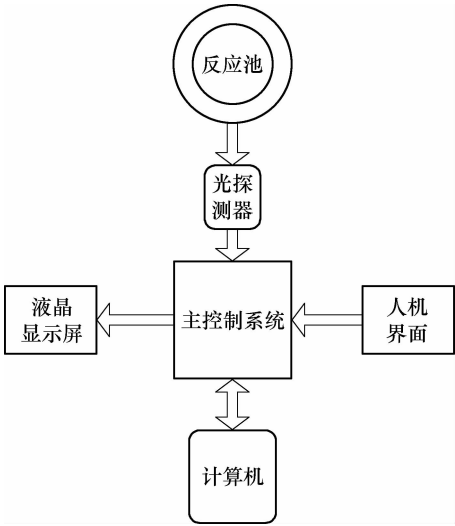 反应池
光探
测器
液晶
显示屏
主控制系统
人机
界面
计算机